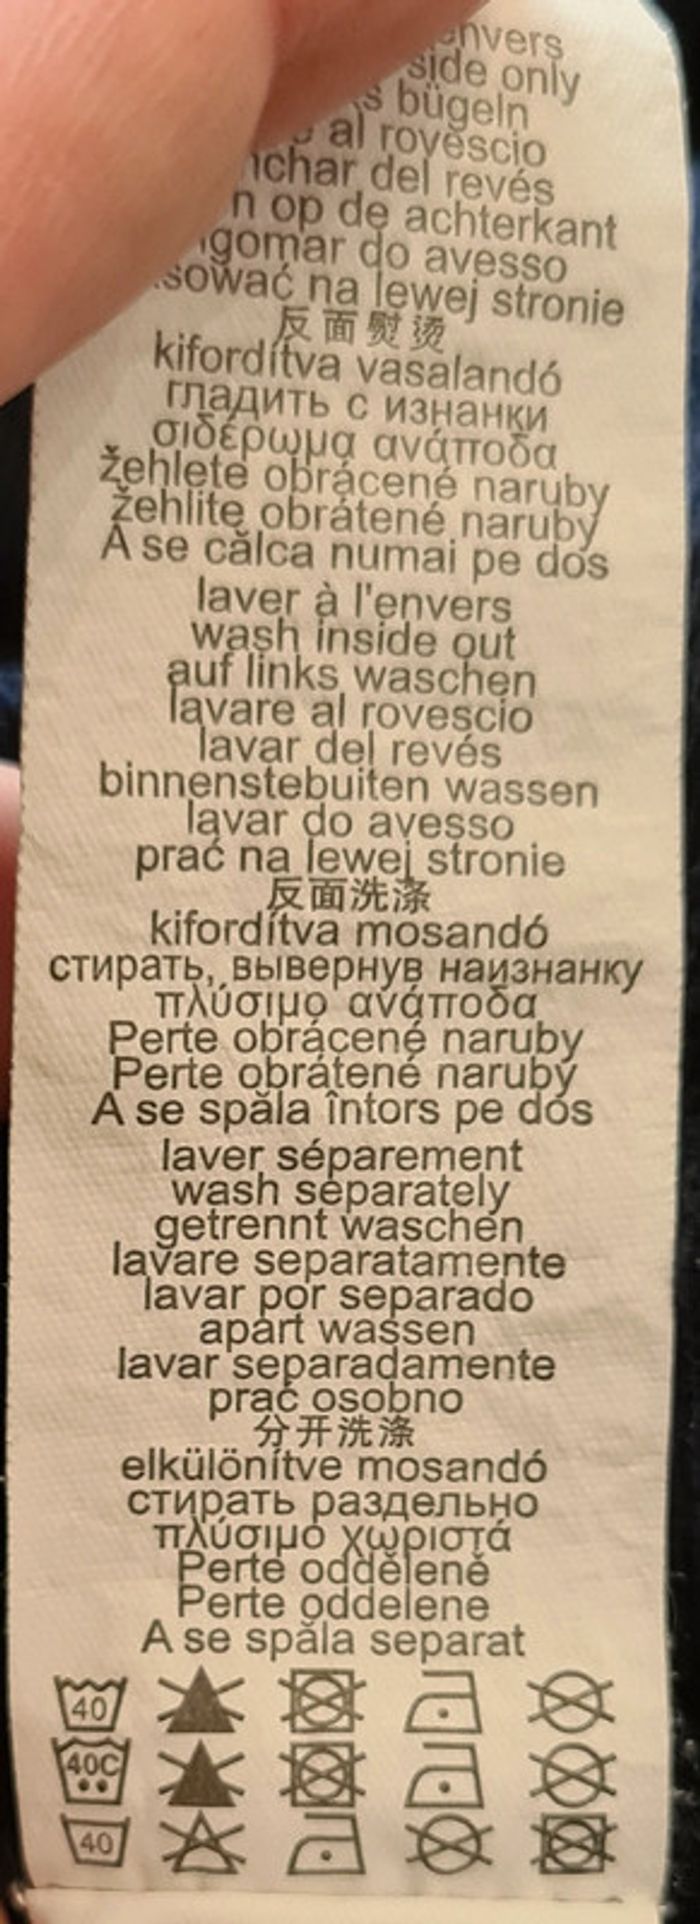 side only
bügeln
al rovescio
del revés
op de achterkant
do avesso
na lewej stronie
反面熨烫
kifordítva vasalandó
гладить с изнанки
σιδέρωμα ανάποδα
žehlete obrácené naruby
žehlite obrátené naruby
A se călca numai pe dos
laver à l'envers
wash inside out
auf links waschen
lavare al rovescio
lavar del revés
binnenstebuiten wassen
lavar do avesso
prać na lewej stronie
反面洗涤
kifordítva mosandó
стирать, вывернув наизнанку
πλύσιμο ανάποδα
Perte obrácené naruby
Perte obrátené naruby
A se spăla întors pe dos
laver séparement
wash separately
getrennt waschen
lavare separatamente
lavar por separado
apart wassen
lavar separadamente
prać osobno
分开洗涤
elkülönítve mosandó
стирать раздельно
πλύσιμο χωριστά
Perte odděleně
Perte oddelene
A se spăla separat
40
40C
40